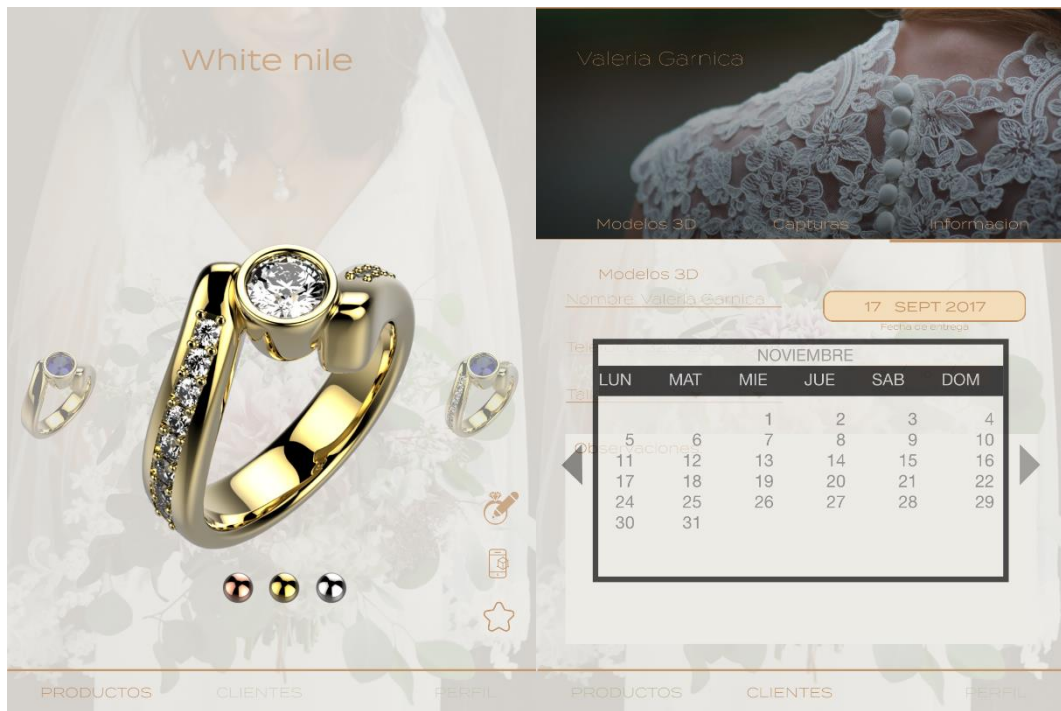 White nile
PRODUCTOS CLIENTES PERFIL
Valeria Garnica
Modelos 3D Capturas Informacion
Modelos 3D
Nombre: Valeria Garnica
17 SEPT 2017
Fecha de entrega
NOVIEMBRE
LUN MAT MIE JUE SAB DOM
1 2 3 4
5 6 7 8 9 10
Observaciones
11 12 13 14 15 16
17 18 19 20 21 22
24 25 26 27 28 29
30 31
PRODUCTOS CLIENTES PERFIL